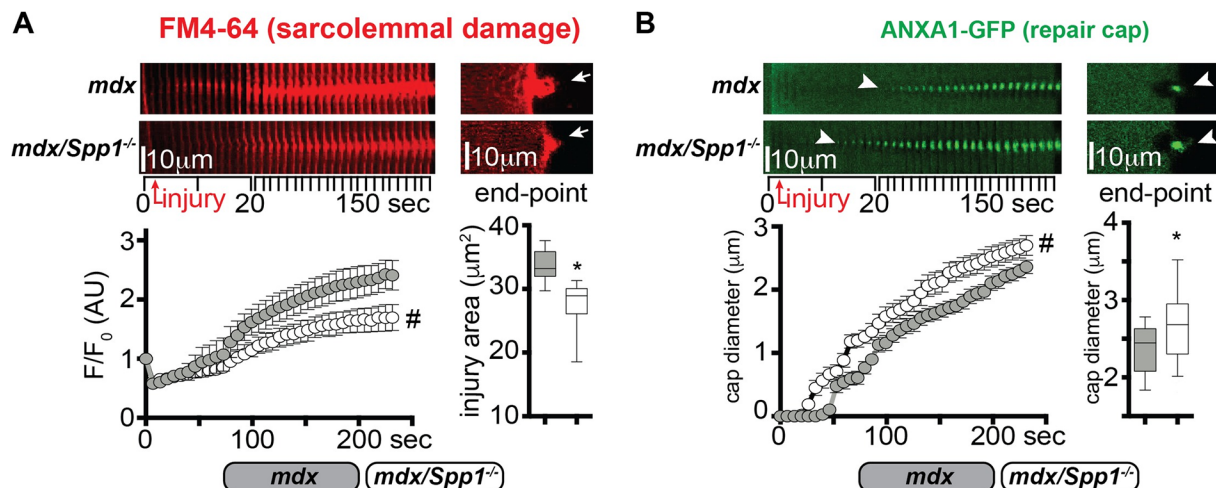 A
FM4-64 (sarcolemmal damage)
mdx
mdx/Spp1-/-
10μm
10μm
0 injury 20 150 sec
end-point
F/F0 (AU)
3
2
1
0
0 100 200 sec
#
injury area (μm2)
40
30
20
10
*
mdx mdx/Spp1-/-
B
ANXA1-GFP (repair cap)
mdx
mdx/Spp1-/-
10μm
10μm
0 injury 20 150 sec
end-point
cap diameter (μm)
3
2
1
0
0 100 200 sec
#
cap diameter (μm)
4
3
2
*
mdx mdx/Spp1-/-